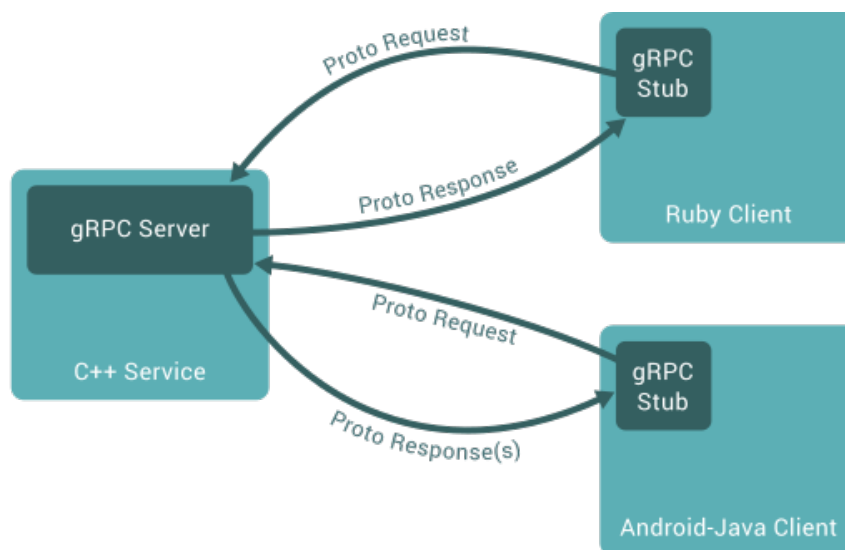 Proto Request
gRPC
Stub
Proto Response
Ruby Client
gRPC Server
C++ Service
Proto Request
gRPC
Stub
Proto Response(s)
Android-Java Client